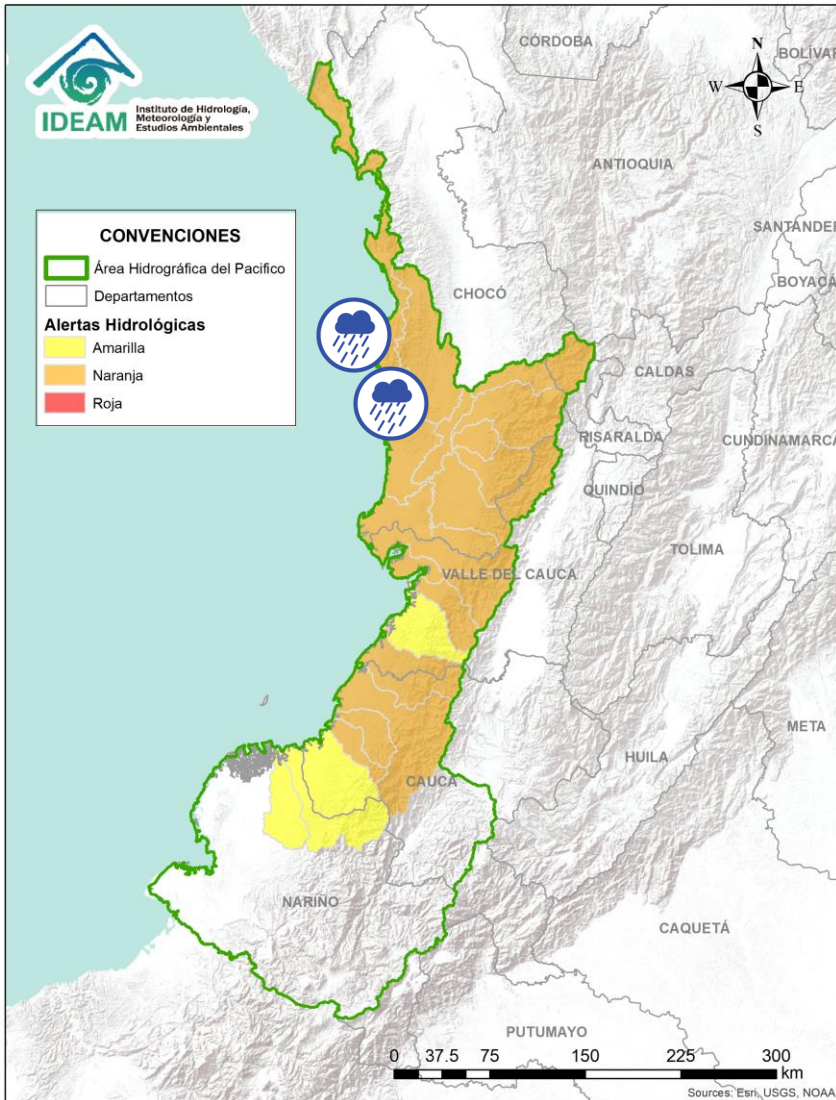 IDEAM
Instituto de Hidrología,
Meteorología y
Estudios Ambientales
CÓRDOBA
BOLÍVAR
N
W
E
S
ANTIOQUIA
CONVENCIONES
Área Hidrográfica del Pacifico
Departamentos
Alertas Hidrológicas
Amarilla
Naranja
Roja
SANTANDER
BOYACÁ
CHOCÓ
CALDAS
RISARALDA
CUNDINAMARCA
QUINDÍO
TOLIMA
VALLE DEL CAUCA
META
HUILA
CAUCA
NARIÑO
CAQUETÁ
PUTUMAYO
0 37.5 75 150 225 300
km
Sources: Esri, USGS, NOAA